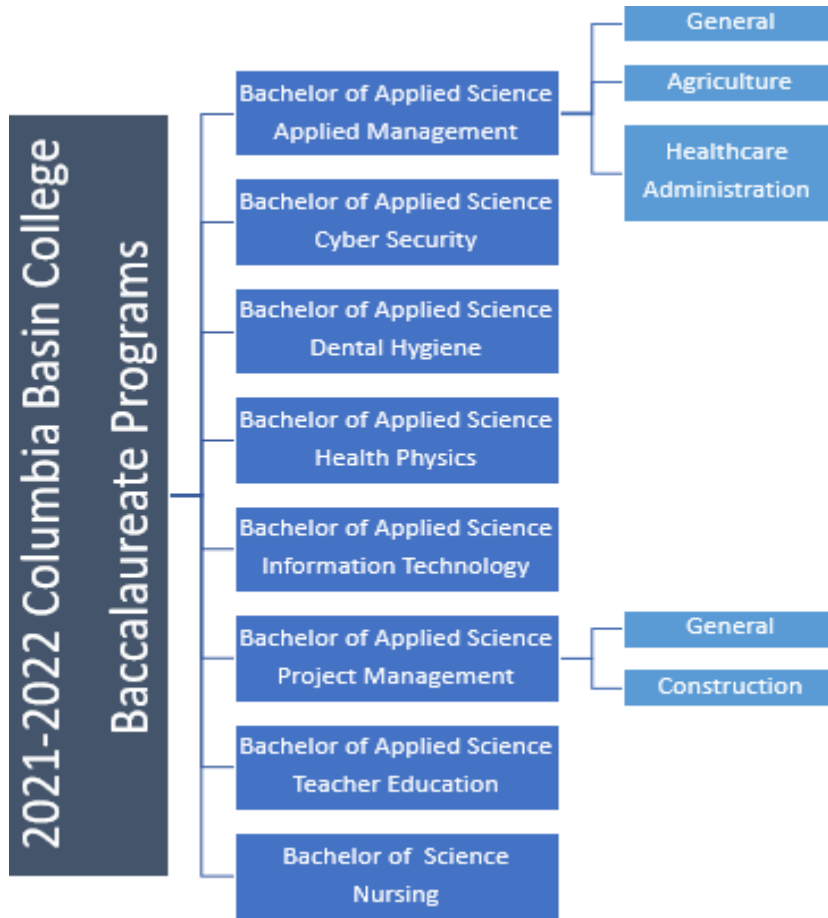 2021-2022 Columbia Basin College
Baccalaureate Programs
Bachelor of Applied Science
Applied Management
General
Agriculture
Healthcare
Administration
Bachelor of Applied Science
Cyber Security
Bachelor of Applied Science
Dental Hygiene
Bachelor of Applied Science
Health Physics
Bachelor of Applied Science
Information Technology
Bachelor of Applied Science
Project Management
General
Construction
Bachelor of Applied Science
Teacher Education
Bachelor of Science
Nursing